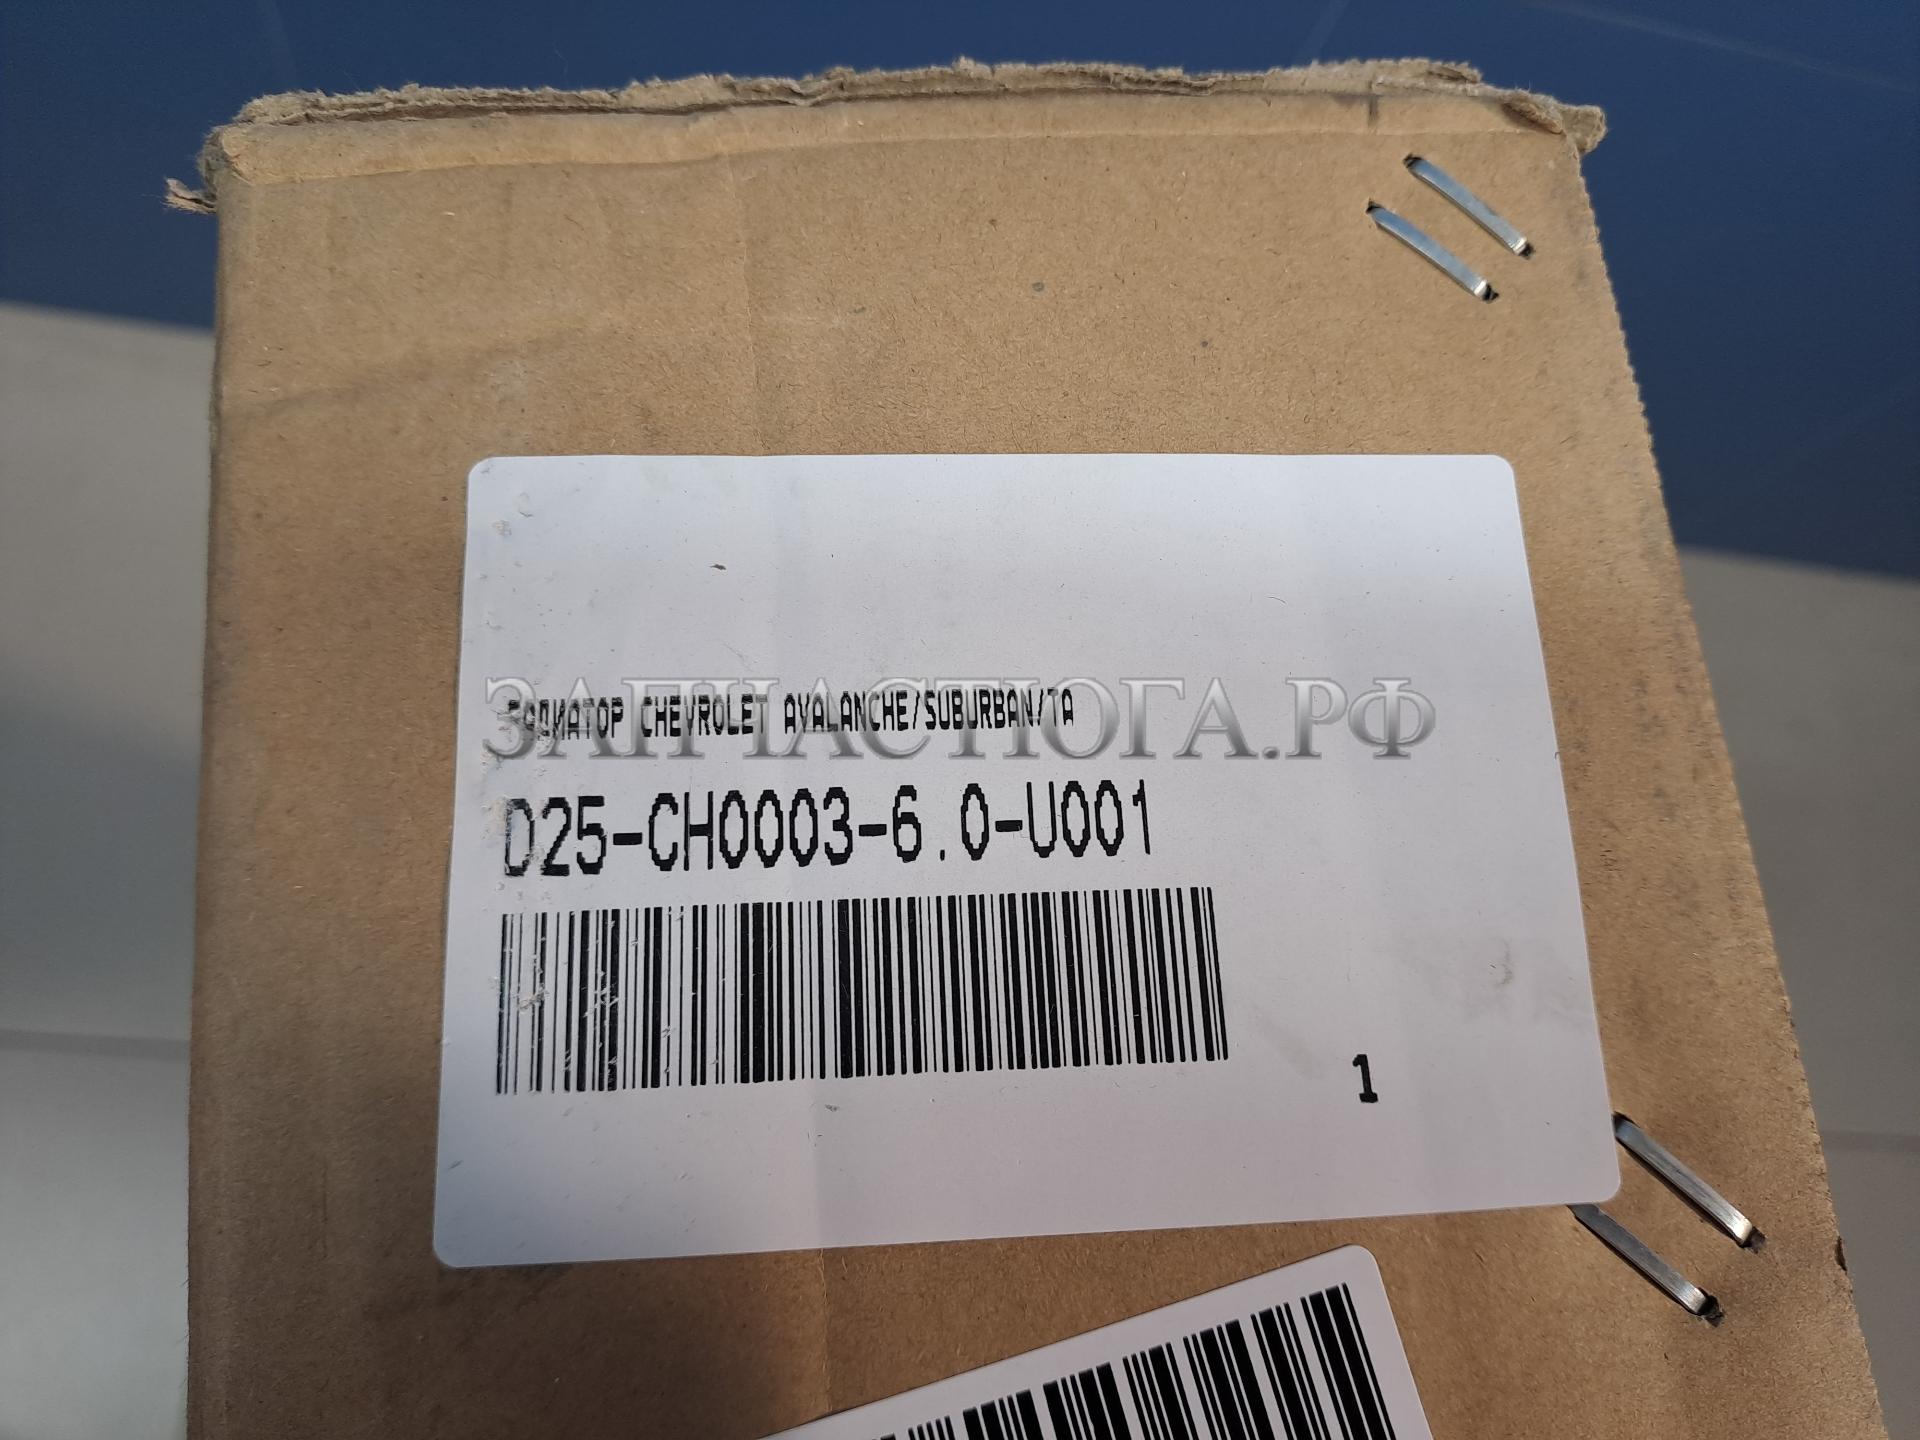 РАДИАТОР CHEVROLET AVALANCHE/SUBURBAN/TA
ЗАПЧАСТЮГА.РФ
D25-CH0003-6.0-U001
1